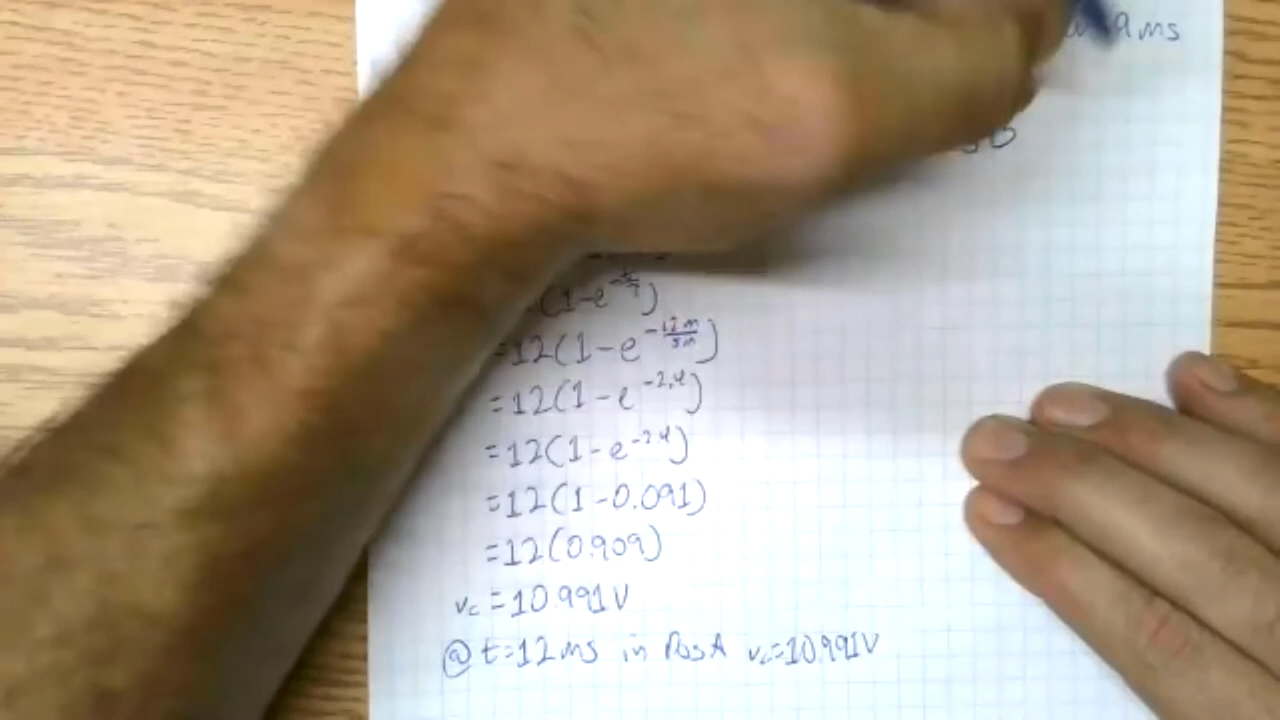 9ms
(1-e^{-t/τ})
=12(1-e^{-12m/5m})
=12(1-e^{-2.4})
=12(1-e^{-2.4})
=12(1-0.091)
=12(0.909)
vc=10.991V
@t=12ms in Pos A vc=10.991V